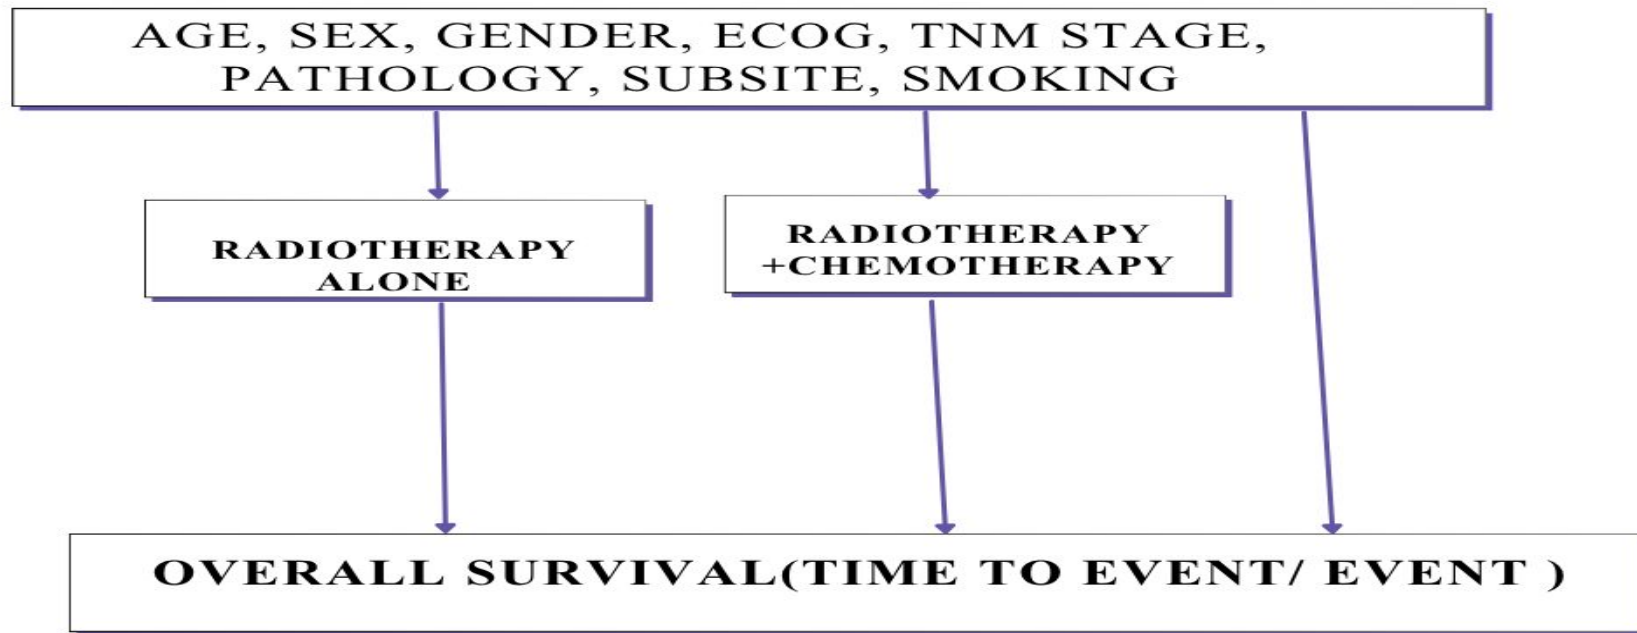 AGE, SEX, GENDER, ECOG, TNM STAGE,
PATHOLOGY, SUBSITE, SMOKING
RADIOTHERAPY
ALONE
RADIOTHERAPY
+CHEMOTHERAPY
OVERALL SURVIVAL(TIME TO EVENT/ EVENT )